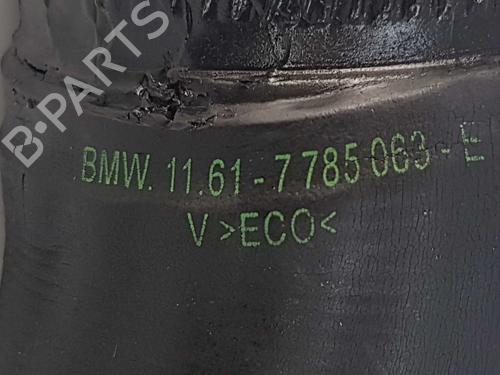 B-PARTS
BMW. 11.61 - 7 785 063 - E
V >ECO<